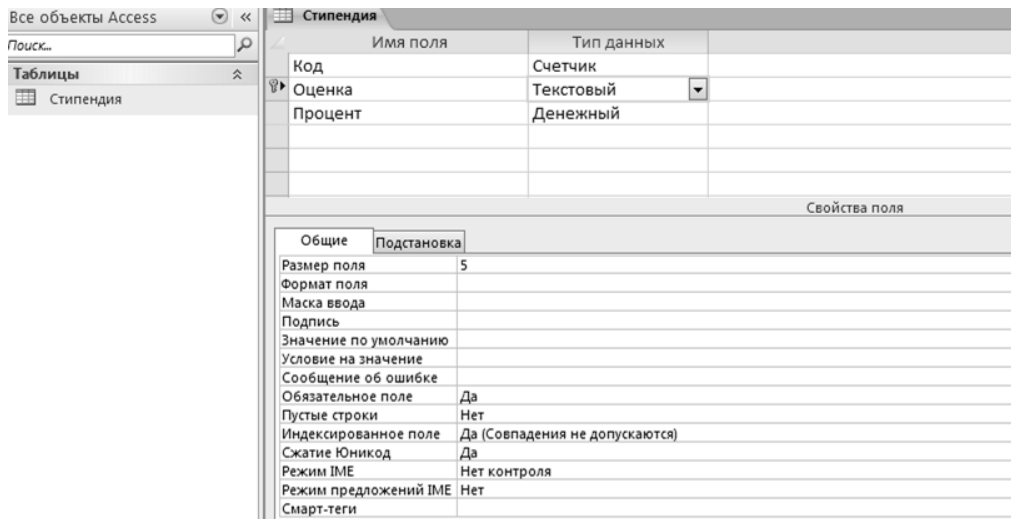 Все объекты Access
Поиск...
Таблицы
Стипендия
Стипендия
Имя поля Тип данных
Код Счетчик
Оценка Текстовый
Процент Денежный
Свойства поля
Общие Подстановка
Размер поля 5
Формат поля
Маска ввода
Подпись
Значение по умолчанию
Условие на значение
Сообщение об ошибке
Обязательное поле Да
Пустые строки Нет
Индексированное поле Да (Совпадения не допускаются)
Сжатие Юникод Да
Режим IME Нет контроля
Режим предложений IME Нет
Смарт-теги